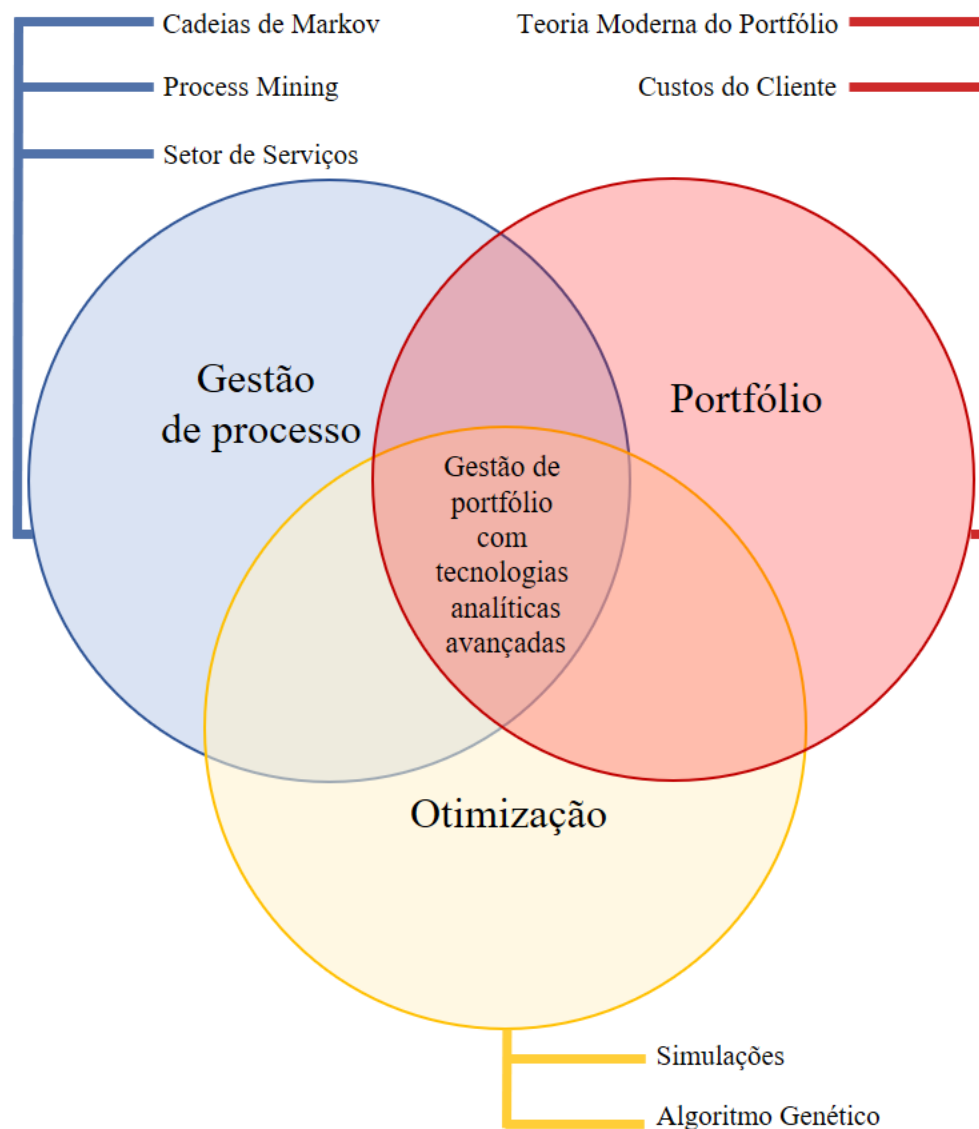 Cadeias de Markov
Process Mining
Setor de Serviços
Teoria Moderna do Portfólio
Custos do Cliente
Gestão
de processo
Portfólio
Gestão de
portfólio
com
tecnologias
analíticas
avançadas
Otimização
Simulações
Algoritmo Genético